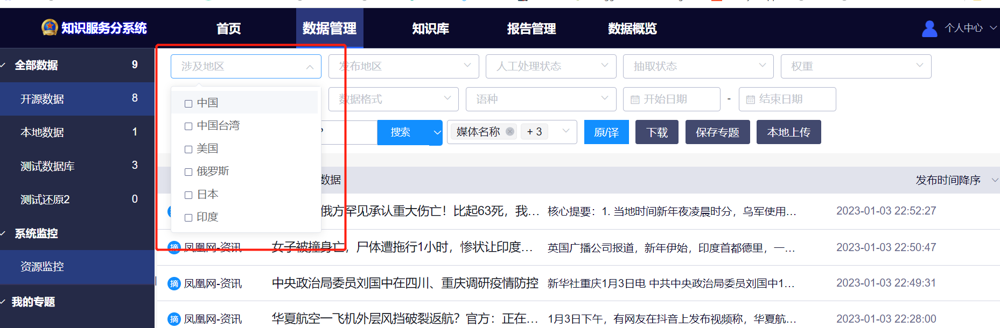 知识服务分系统 首页 数据管理 知识库 报告管理 数据概览 个人中心
全部数据 9
开源数据 8
本地数据 1
测试数据库 3
测试还原2 0
系统监控
资源监控
我的专题
涉及地区 发布地区 人工处理状态 抽取状态 权重
中国
中国台湾
美国
俄罗斯
日本
印度
数据格式 语种 开始日期 - 结束日期
搜索 媒体名称 + 3 原/译 下载 保存专题 本地上传
数据 发布时间降序
俄方罕见承认重大伤亡！比起63死，我... 核心提要：1. 当地时间新年夜凌晨时分，乌军使用... 2023-01-03 22:52:27
摘 凤凰网-资讯 女子被撞身亡，尸体遭拖行1小时，惨状让印度... 英国广播公司报道，新年伊始，印度首都德里，一... 2023-01-03 22:50:47
摘 凤凰网-资讯 中央政治局委员刘国中在四川、重庆调研疫情防控 新华社重庆1月3日电 中共中央政治局委员刘国中1... 2023-01-03 22:49:31
摘 凤凰网-资讯 华夏航空一飞机外层风挡破裂返航？官方：正在... 1月3日下午，有网友在抖音上发布视频称，华夏航... 2023-01-03 22:28:00